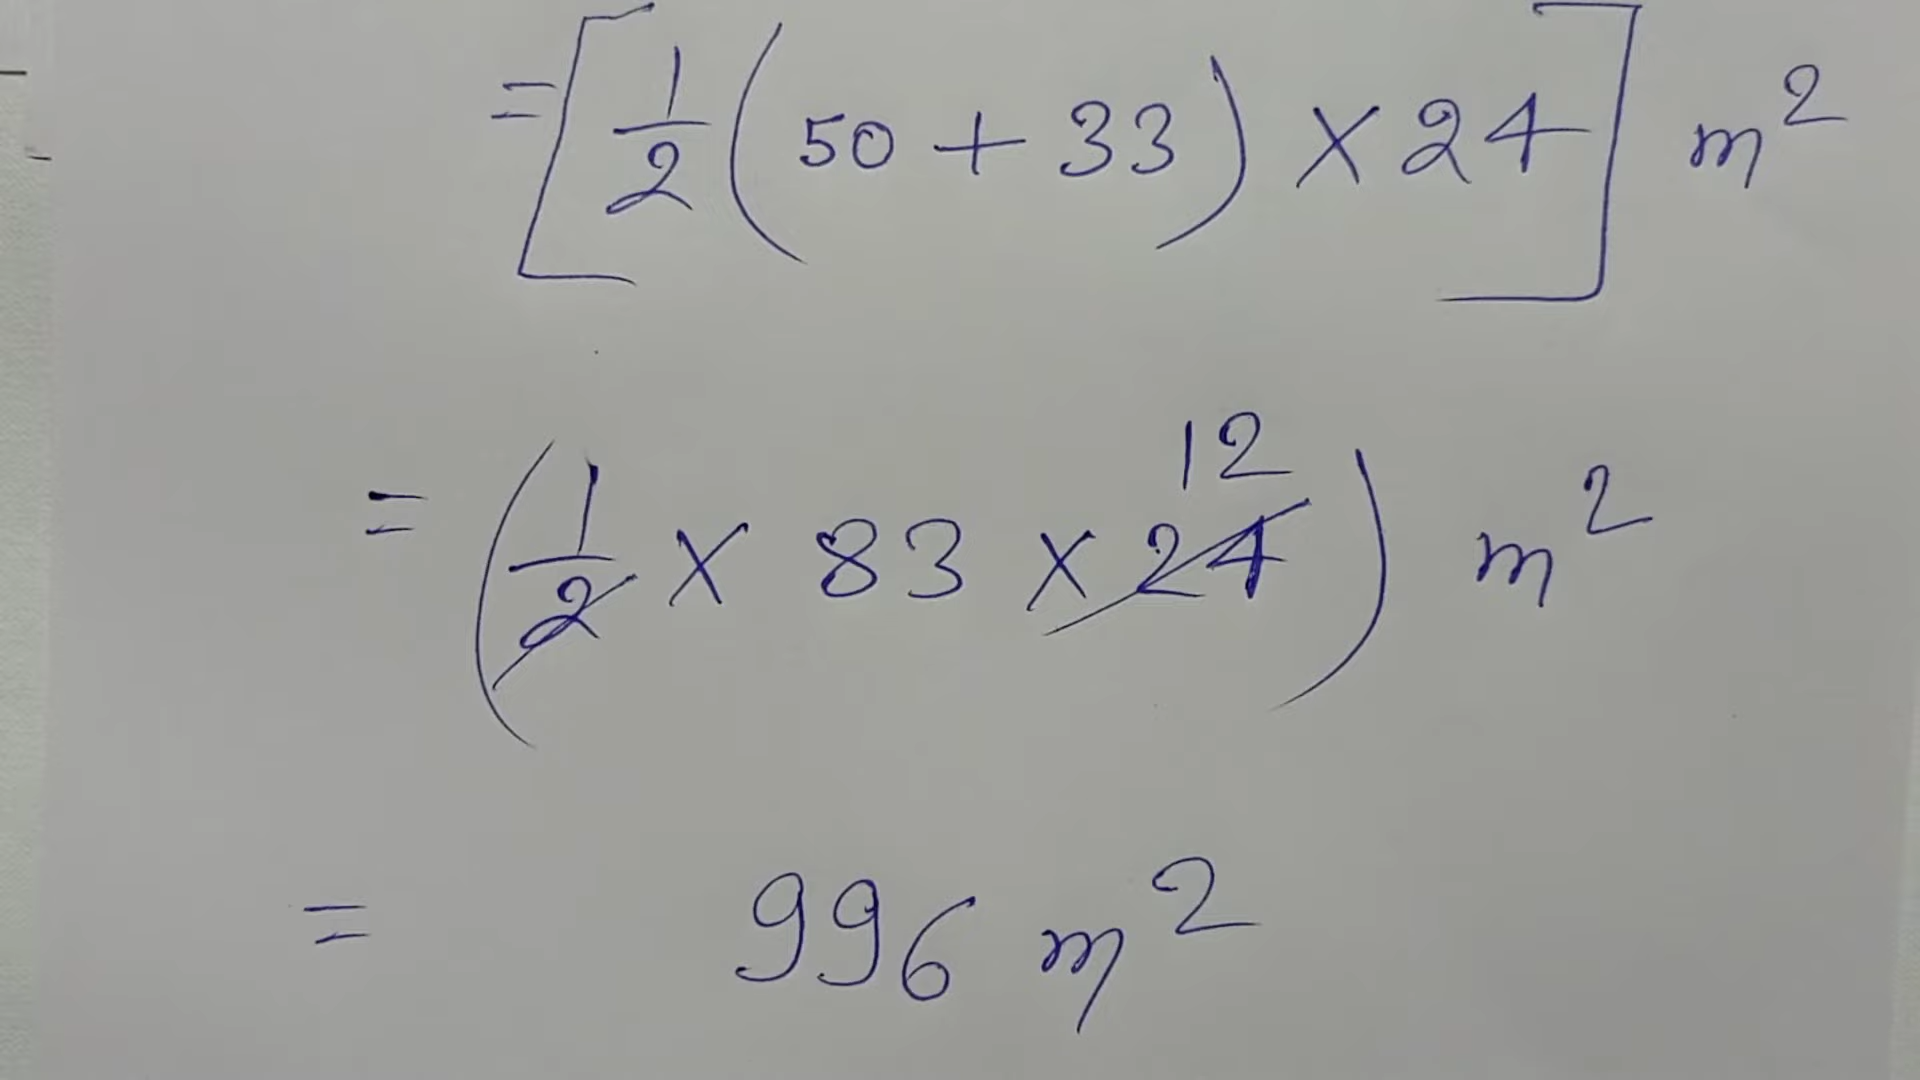 = [ 1/2 ( 50 + 33 ) × 24 ] m²
12
= ( 1/2 × 83 × 24 ) m²
= 996 m²